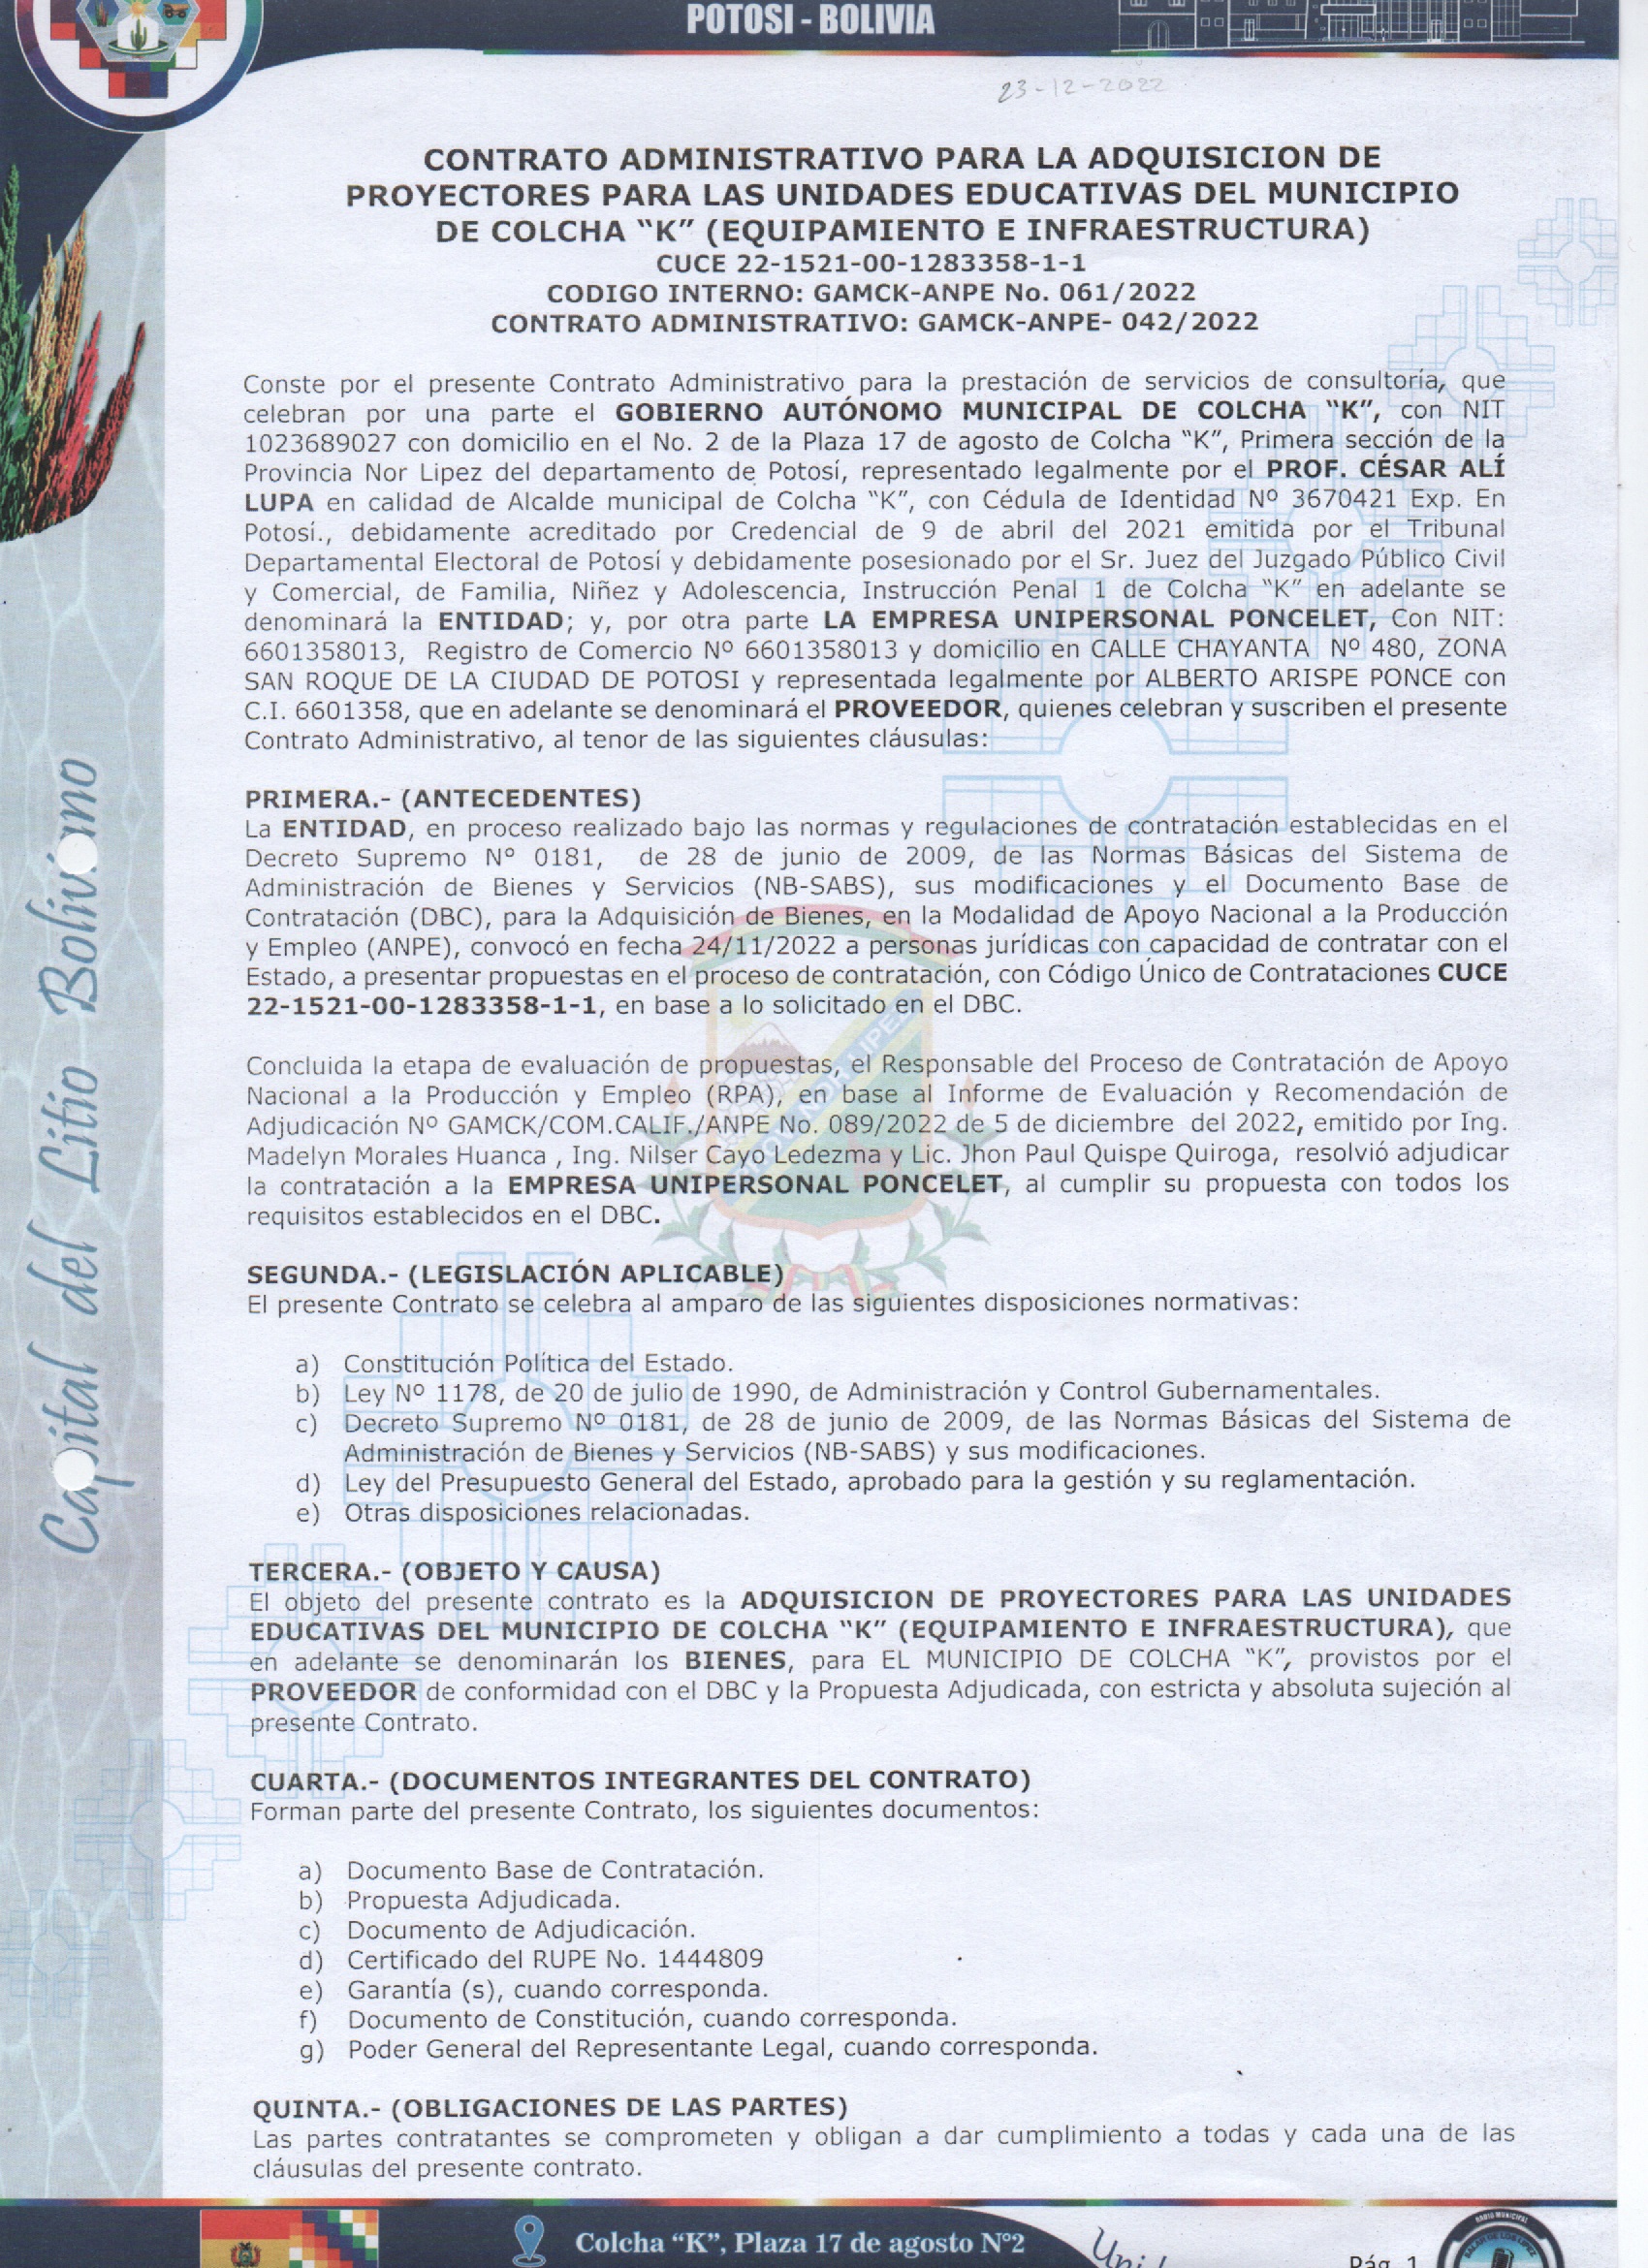 POTOSI - BOLIVIA
23-12-2022
CONTRATO ADMINISTRATIVO PARA LA ADQUISICION DE
PROYECTORES PARA LAS UNIDADES EDUCATIVAS DEL MUNICIPIO
DE COLCHA “K” (EQUIPAMIENTO E INFRAESTRUCTURA)
CUCE 22-1521-00-1283358-1-1
CODIGO INTERNO: GAMCK-ANPE No. 061/2022
CONTRATO ADMINISTRATIVO: GAMCK-ANPE- 042/2022
Conste por el presente Contrato Administrativo para la prestación de servicios de consultoría, que
celebran por una parte el GOBIERNO AUTÓNOMO MUNICIPAL DE COLCHA “K”, con NIT
1023689027 con domicilio en el No. 2 de la Plaza 17 de agosto de Colcha “K”, Primera sección de la
Provincia Nor Lipez del departamento de Potosí, representado legalmente por el PROF. CÉSAR ALÍ
LUPA en calidad de Alcalde municipal de Colcha “K”, con Cédula de Identidad Nº 3670421 Exp. En
Potosí., debidamente acreditado por Credencial de 9 de abril del 2021 emitida por el Tribunal
Departamental Electoral de Potosí y debidamente posesionado por el Sr. Juez del Juzgado Público Civil
y Comercial, de Familia, Niñez y Adolescencia, Instrucción Penal 1 de Colcha “K” en adelante se
denominará la ENTIDAD; y, por otra parte LA EMPRESA UNIPERSONAL PONCELET, Con NIT:
6601358013, Registro de Comercio Nº 6601358013 y domicilio en CALLE CHAYANTA Nº 480, ZONA
SAN ROQUE DE LA CIUDAD DE POTOSI y representada legalmente por ALBERTO ARISPE PONCE con
C.I. 6601358, que en adelante se denominará el PROVEEDOR, quienes celebran y suscriben el presente
Contrato Administrativo, al tenor de las siguientes cláusulas:
PRIMERA.- (ANTECEDENTES)
La ENTIDAD, en proceso realizado bajo las normas y regulaciones de contratación establecidas en el
Decreto Supremo N° 0181, de 28 de junio de 2009, de las Normas Básicas del Sistema de
Administración de Bienes y Servicios (NB-SABS), sus modificaciones y el Documento Base de
Contratación (DBC), para la Adquisición de Bienes, en la Modalidad de Apoyo Nacional a la Producción
y Empleo (ANPE), convocó en fecha 24/11/2022 a personas jurídicas con capacidad de contratar con el
Estado, a presentar propuestas en el proceso de contratación, con Código Único de Contrataciones CUCE
22-1521-00-1283358-1-1, en base a lo solicitado en el DBC.
Concluida la etapa de evaluación de propuestas, el Responsable del Proceso de Contratación de Apoyo
Nacional a la Producción y Empleo (RPA), en base al Informe de Evaluación y Recomendación de
Adjudicación Nº GAMCK/COM.CALIF./ANPE No. 089/2022 de 5 de diciembre del 2022, emitido por Ing.
Madelyn Morales Huanca , Ing. Nilser Cayo Ledezma y Lic. Jhon Paul Quispe Quiroga, resolvió adjudicar
la contratación a la EMPRESA UNIPERSONAL PONCELET, al cumplir su propuesta con todos los
requisitos establecidos en el DBC.
SEGUNDA.- (LEGISLACIÓN APLICABLE)
El presente Contrato se celebra al amparo de las siguientes disposiciones normativas:
a) Constitución Política del Estado.
b) Ley Nº 1178, de 20 de julio de 1990, de Administración y Control Gubernamentales.
c) Decreto Supremo Nº 0181, de 28 de junio de 2009, de las Normas Básicas del Sistema de
Administración de Bienes y Servicios (NB-SABS) y sus modificaciones.
d) Ley del Presupuesto General del Estado, aprobado para la gestión y su reglamentación.
e) Otras disposiciones relacionadas.
TERCERA.- (OBJETO Y CAUSA)
El objeto del presente contrato es la ADQUISICION DE PROYECTORES PARA LAS UNIDADES
EDUCATIVAS DEL MUNICIPIO DE COLCHA “K” (EQUIPAMIENTO E INFRAESTRUCTURA), que
en adelante se denominarán los BIENES, para EL MUNICIPIO DE COLCHA “K”, provistos por el
PROVEEDOR de conformidad con el DBC y la Propuesta Adjudicada, con estricta y absoluta sujeción al
presente Contrato.
CUARTA.- (DOCUMENTOS INTEGRANTES DEL CONTRATO)
Forman parte del presente Contrato, los siguientes documentos:
a) Documento Base de Contratación.
b) Propuesta Adjudicada.
c) Documento de Adjudicación.
d) Certificado del RUPE No. 1444809
e) Garantía (s), cuando corresponda.
f) Documento de Constitución, cuando corresponda.
g) Poder General del Representante Legal, cuando corresponda.
QUINTA.- (OBLIGACIONES DE LAS PARTES)
Las partes contratantes se comprometen y obligan a dar cumplimiento a todas y cada una de las
cláusulas del presente contrato.
Capital del Litio Boliviano
Colcha “K”, Plaza 17 de agosto N°2
RADIO MUNICIPAL
Pág. 1